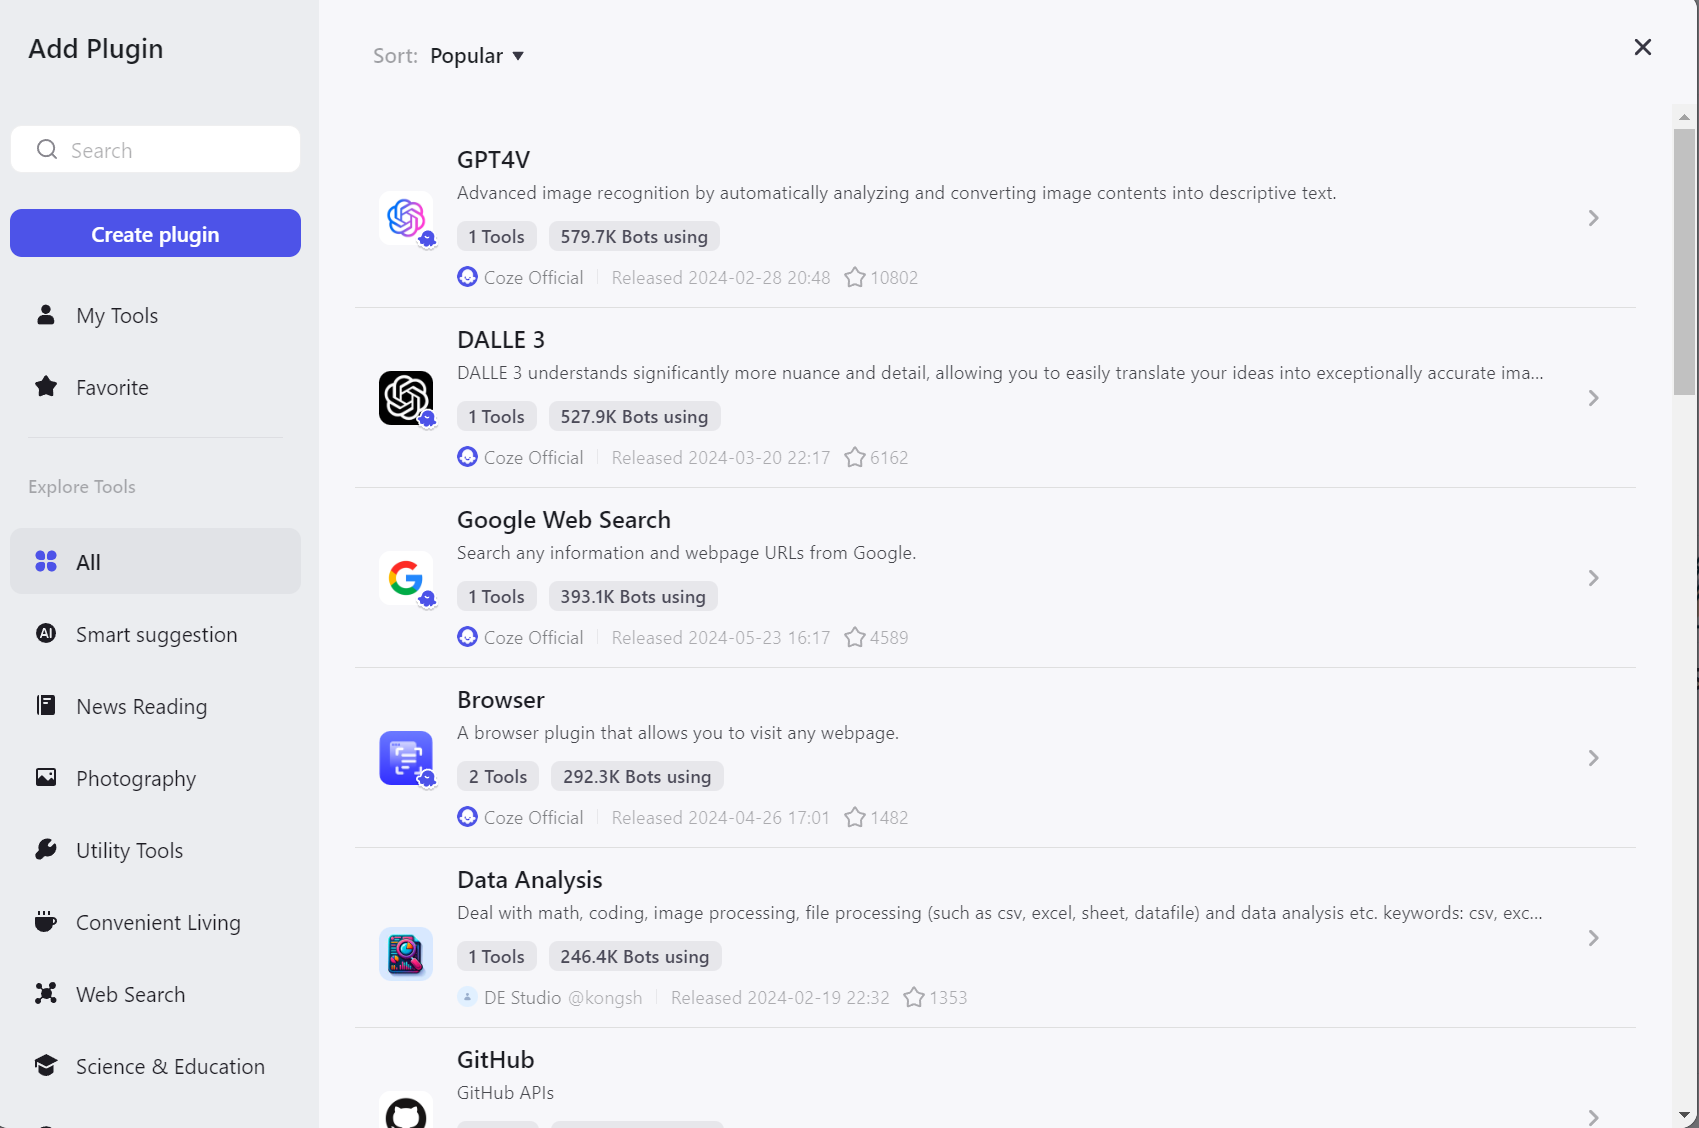 Add Plugin
Search
Create plugin
My Tools
Favorite
Explore Tools
All
AI
Smart suggestion
News Reading
Photography
Utility Tools
Convenient Living
Web Search
Science & Education
Sort: Popular
GPT4V
Advanced image recognition by automatically analyzing and converting image contents into descriptive text.
1 Tools 579.7K Bots using
Coze Official Released 2024-02-28 20:48 10802
DALLE 3
DALLE 3 understands significantly more nuance and detail, allowing you to easily translate your ideas into exceptionally accurate ima...
1 Tools 527.9K Bots using
Coze Official Released 2024-03-20 22:17 6162
Google Web Search
Search any information and webpage URLs from Google.
1 Tools 393.1K Bots using
Coze Official Released 2024-05-23 16:17 4589
Browser
A browser plugin that allows you to visit any webpage.
2 Tools 292.3K Bots using
Coze Official Released 2024-04-26 17:01 1482
Data Analysis
Deal with math, coding, image processing, file processing (such as csv, excel, sheet, datafile) and data analysis etc. keywords: csv, exc...
1 Tools 246.4K Bots using
DE Studio @kongsh Released 2024-02-19 22:32 1353
GitHub
GitHub APIs